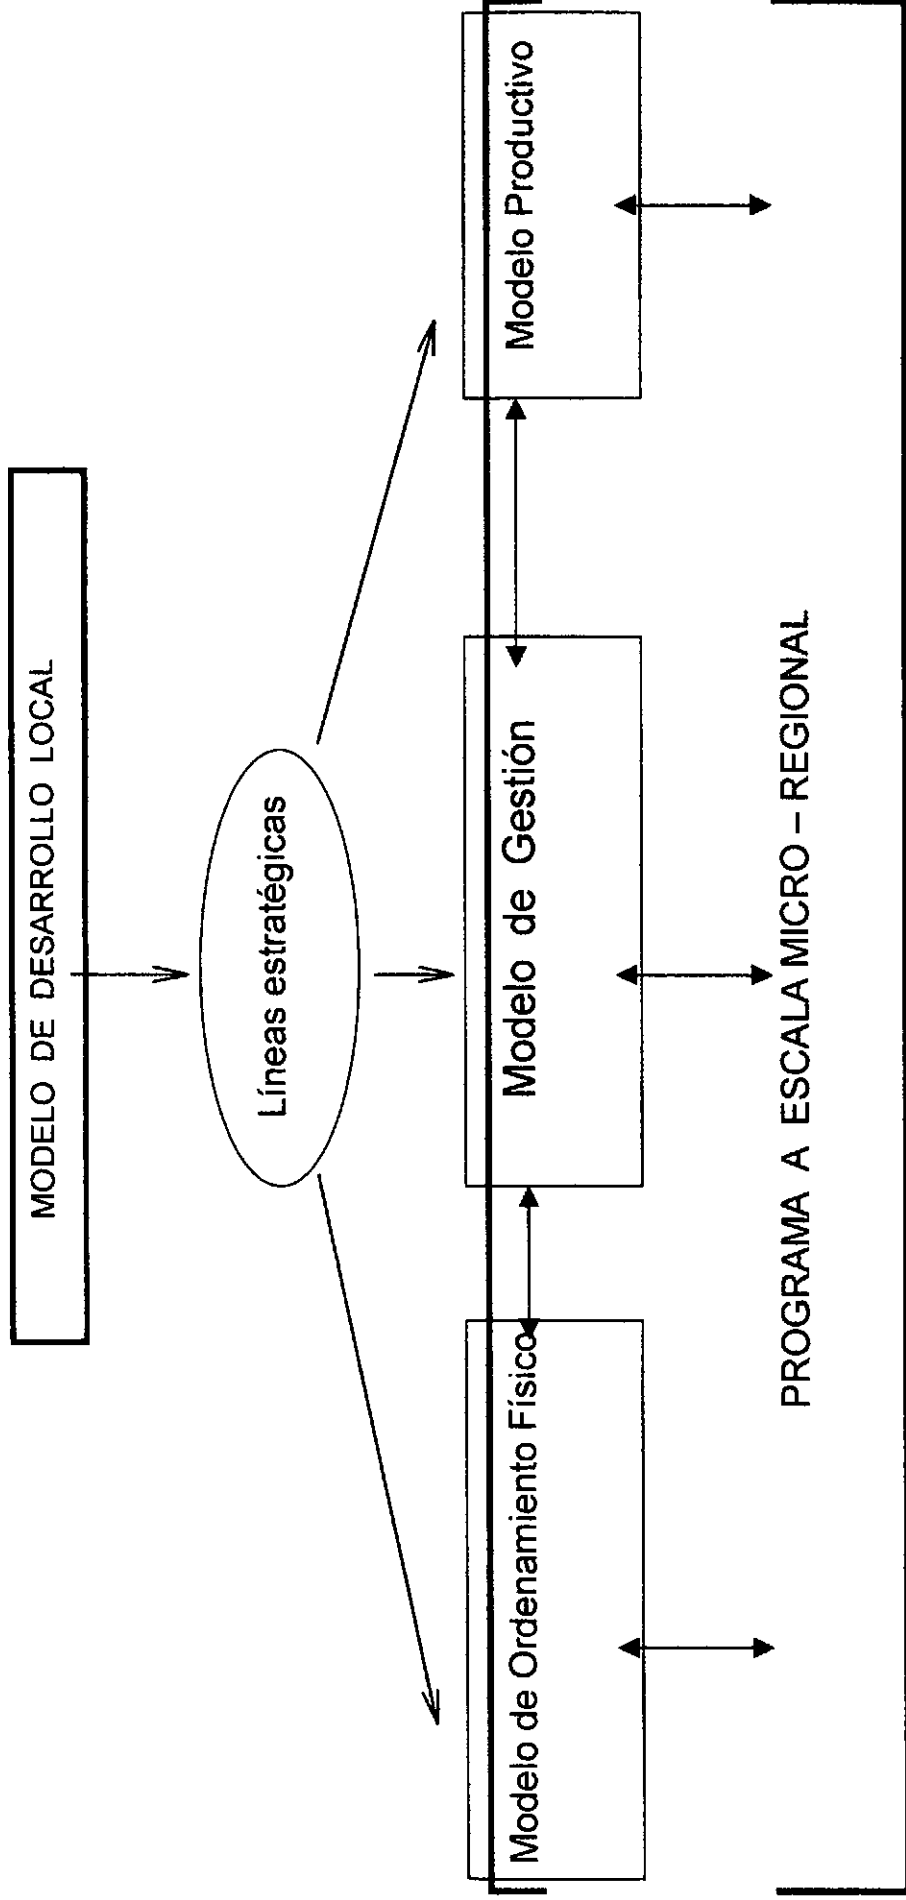 MODELO DE DESARROLLO LOCAL
Líneas estratégicas
Modelo de Ordenamiento Físico
Modelo de Gestión
Modelo Productivo
PROGRAMA A ESCALA MICRO – REGIONAL